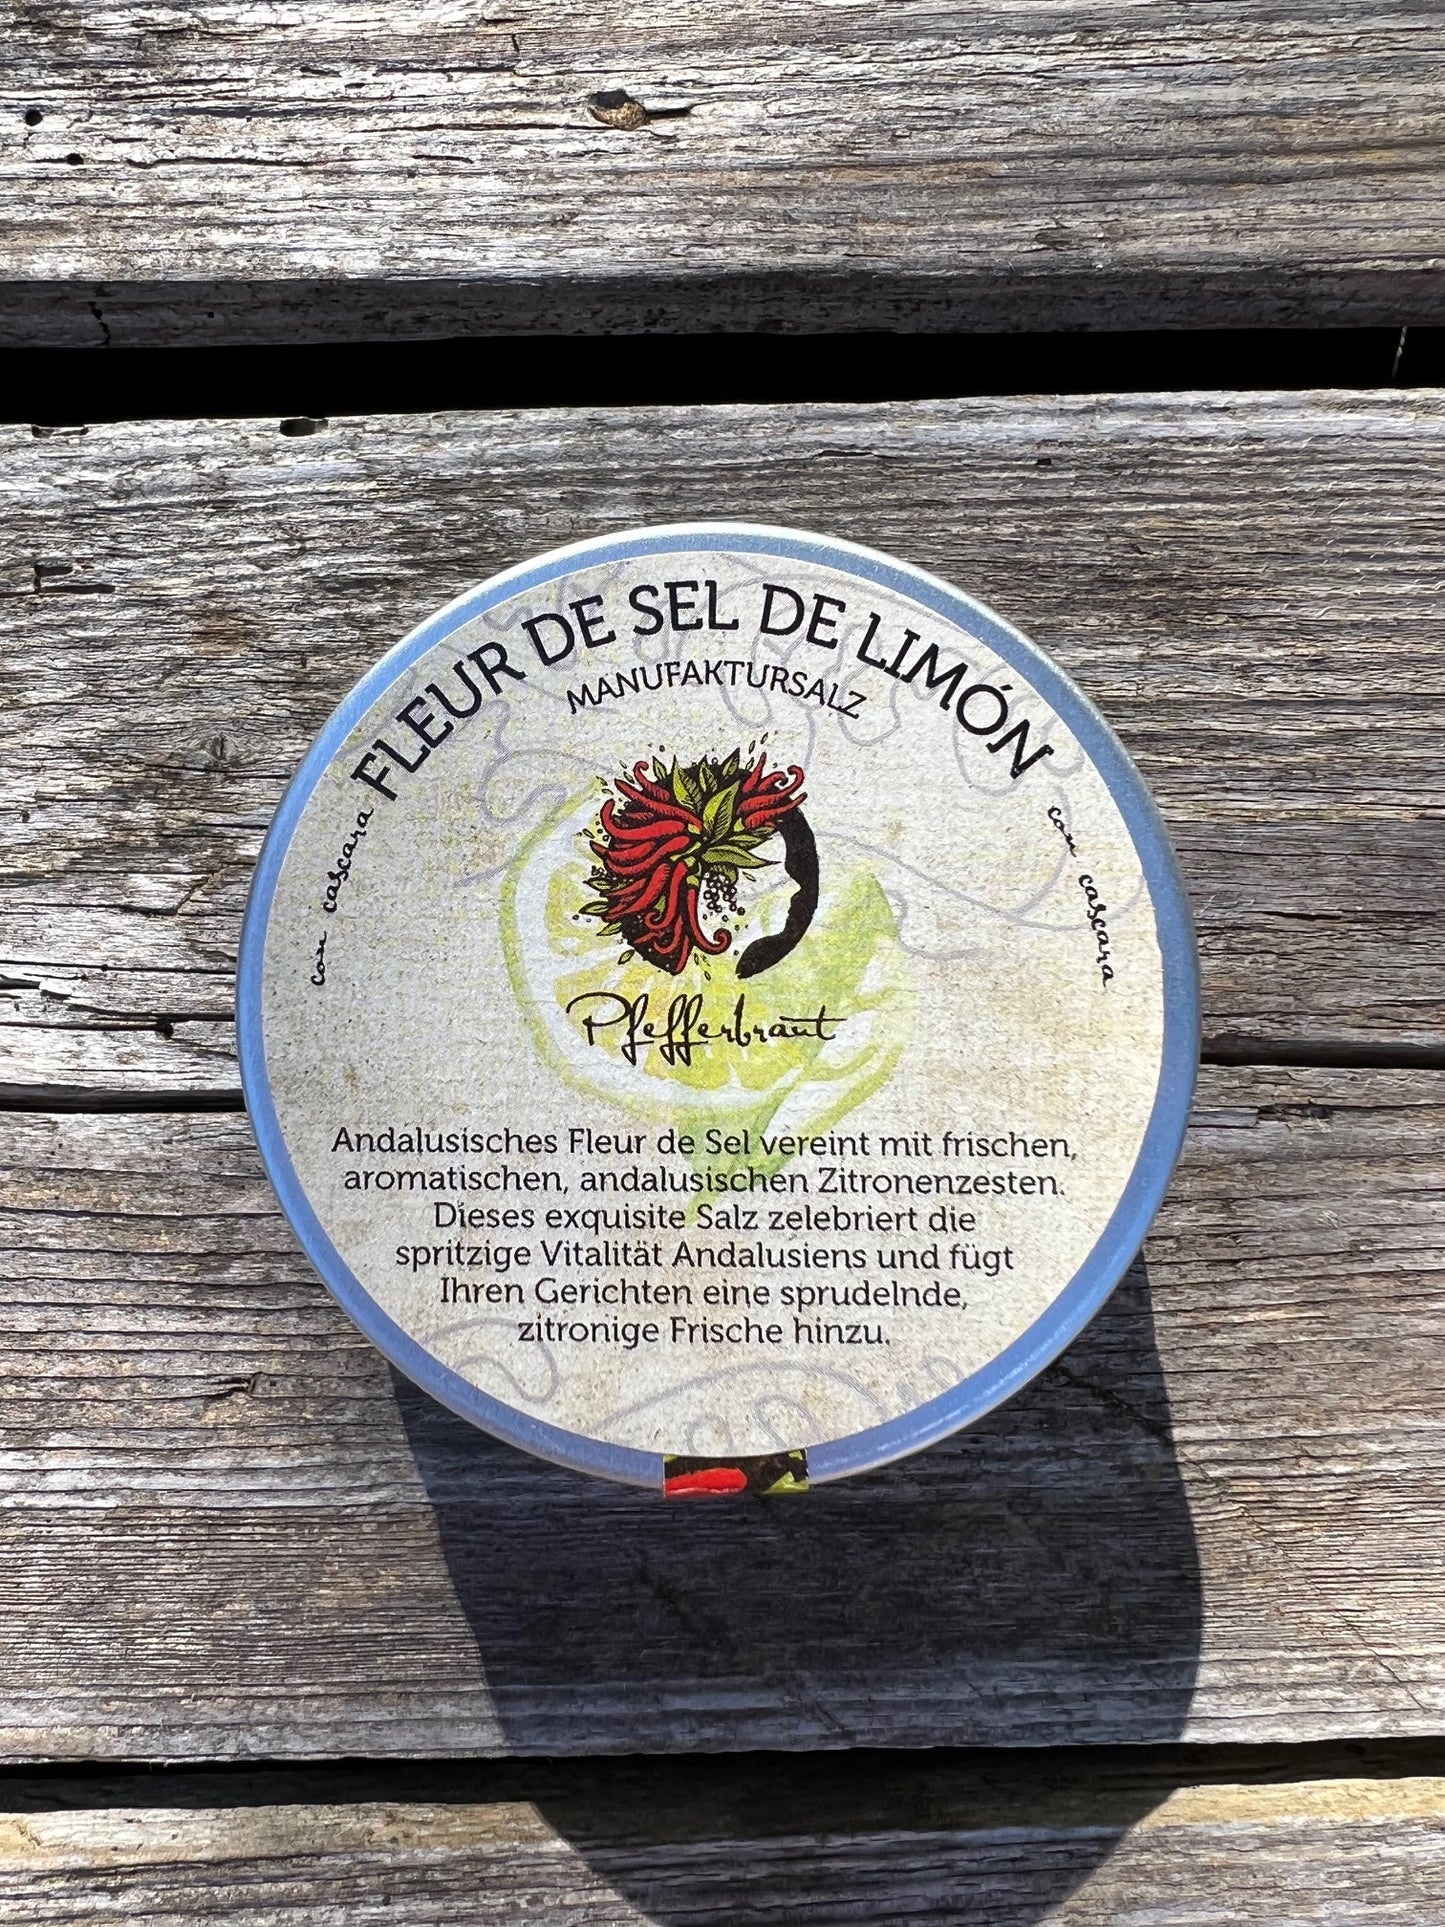 FLEUR DE SEL DE LIMÓN
MANUFAKTURSALZ
con cascara
con cascara
Pfefferbraut
Andalusisches Fleur de Sel vereint mit frischen,
aromatischen, andalusischen Zitronenzesten.
Dieses exquisite Salz zelebriert die
spritzige Vitalität Andalusiens und fügt
Ihren Gerichten eine sprudelnde,
zitronige Frische hinzu.